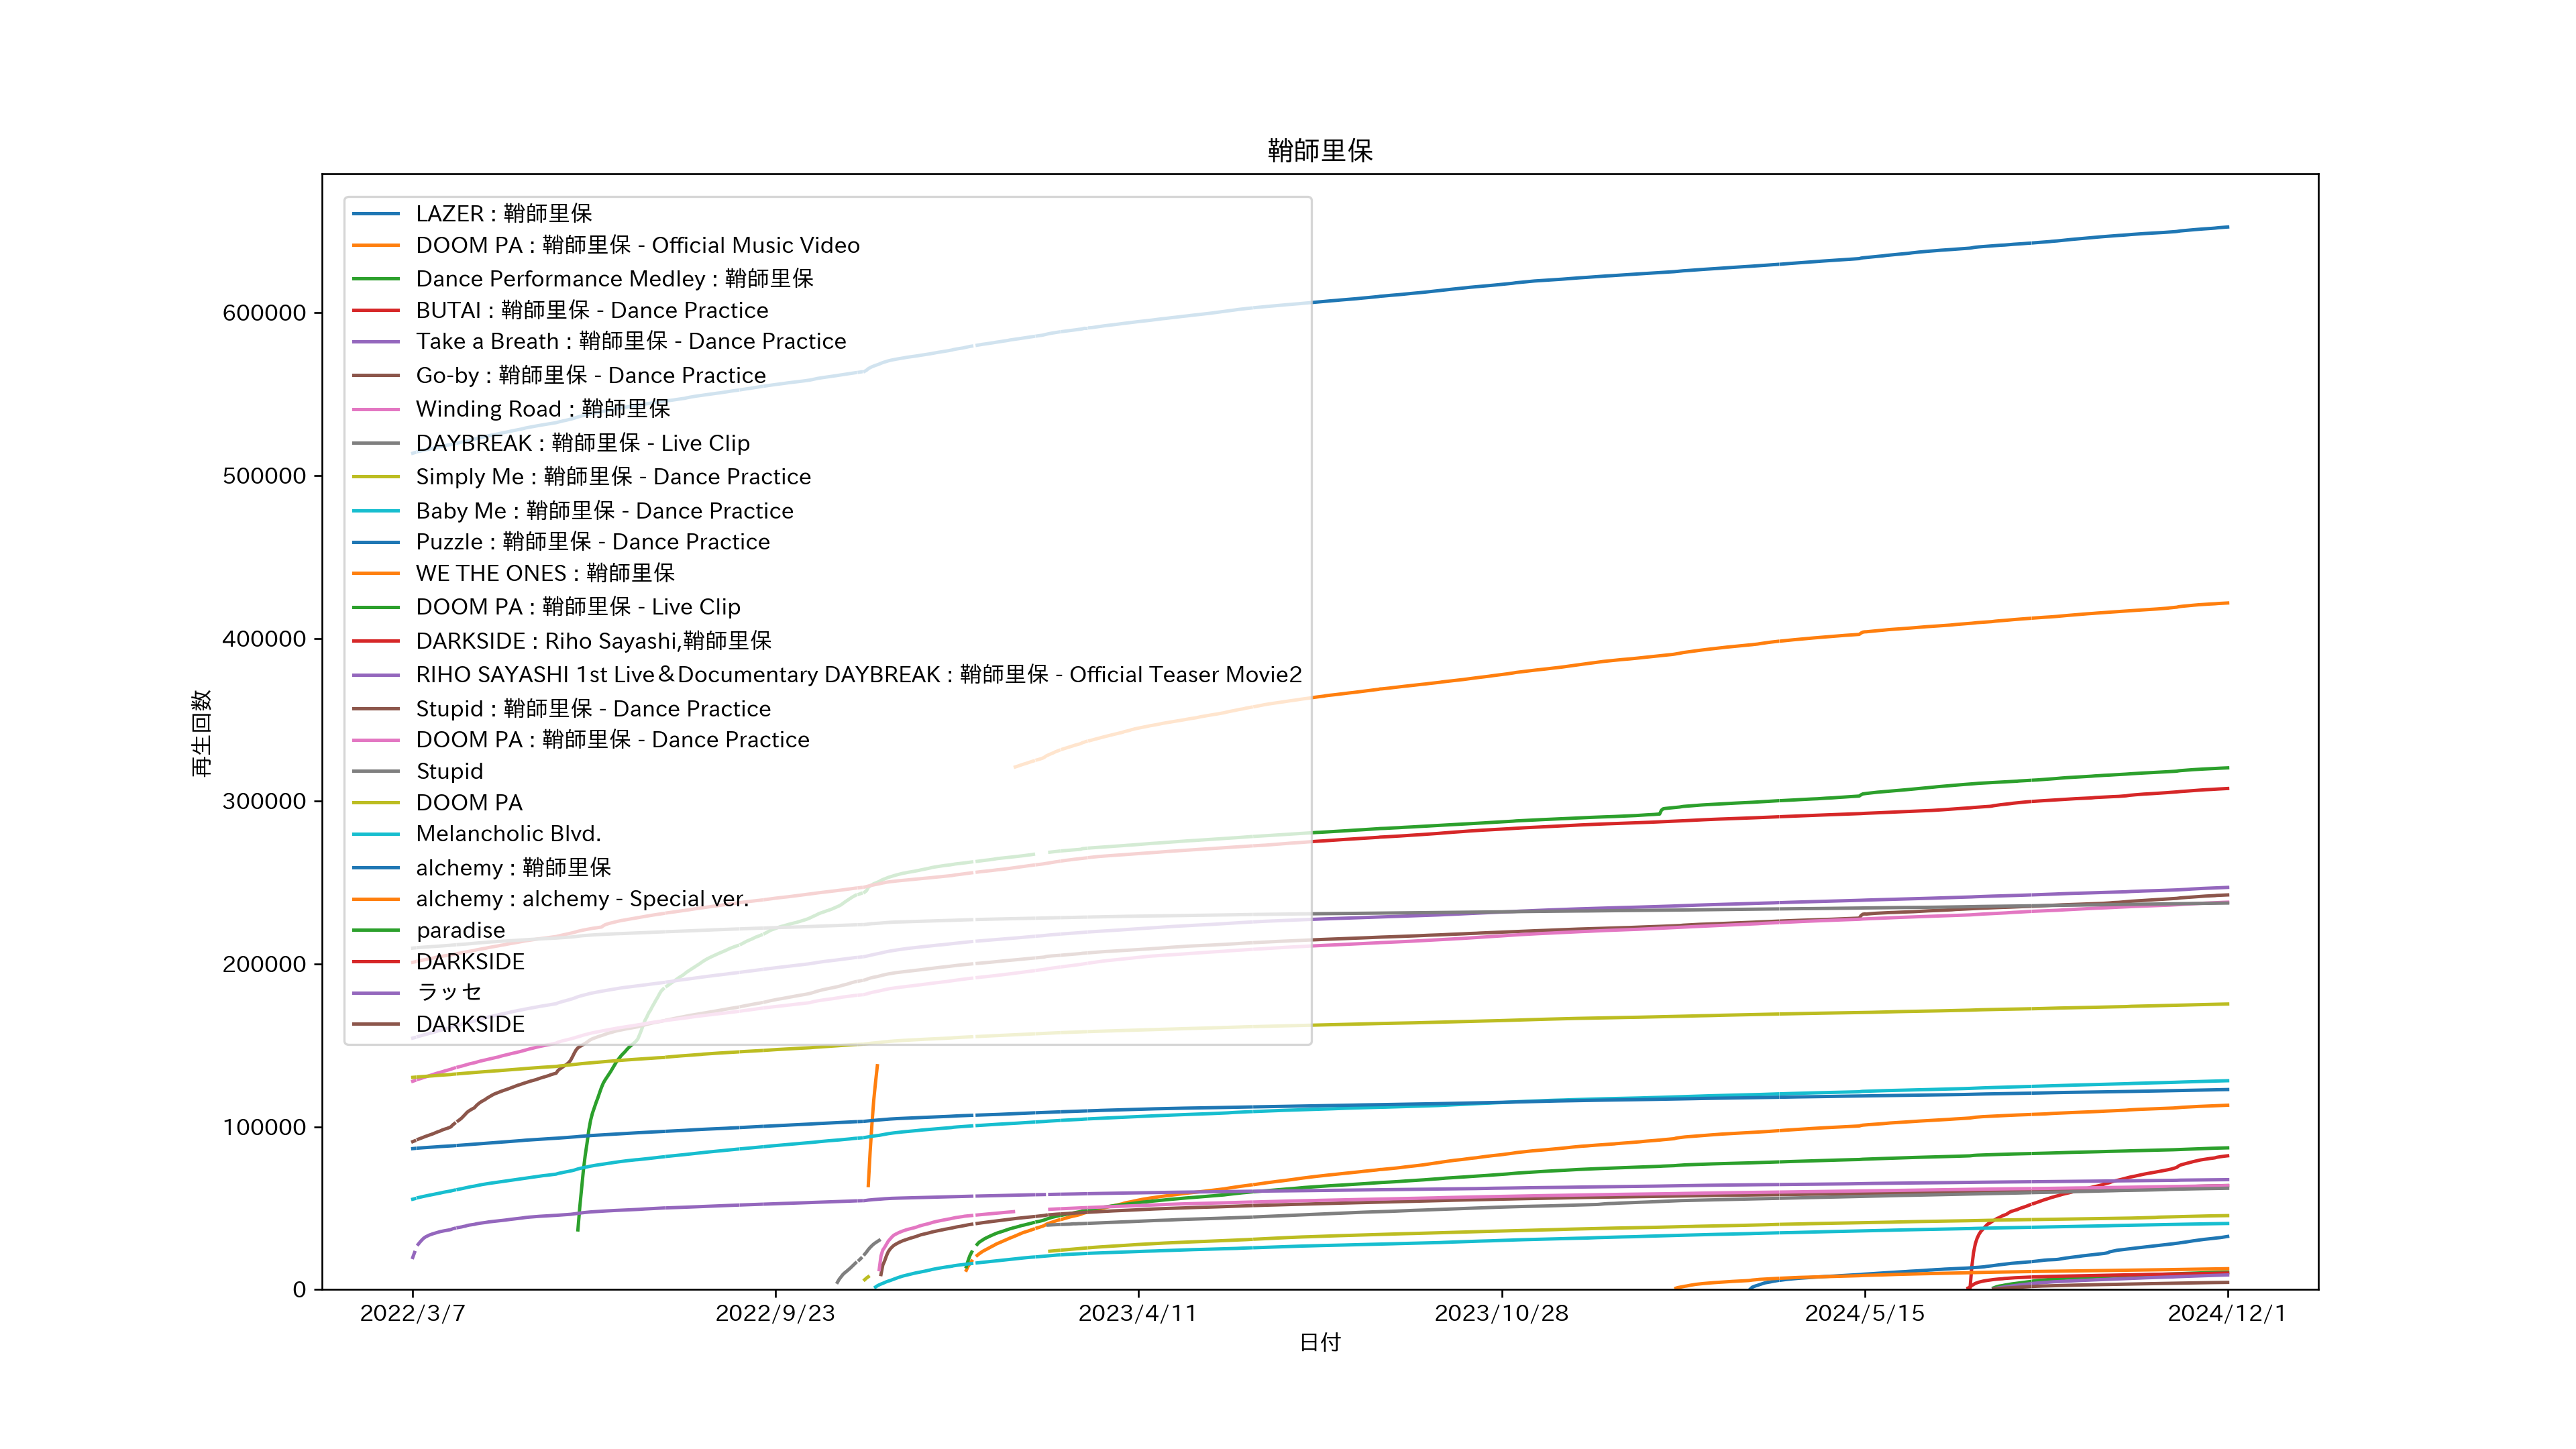 鞘師里保
LAZER : 鞘師里保
DOOM PA : 鞘師里保 - Official Music Video
Dance Performance Medley : 鞘師里保
BUTAI : 鞘師里保 - Dance Practice
Take a Breath : 鞘師里保 - Dance Practice
Go-by : 鞘師里保 - Dance Practice
Winding Road : 鞘師里保
DAYBREAK : 鞘師里保 - Live Clip
Simply Me : 鞘師里保 - Dance Practice
Baby Me : 鞘師里保 - Dance Practice
Puzzle : 鞘師里保 - Dance Practice
WE THE ONES : 鞘師里保
DOOM PA : 鞘師里保 - Live Clip
DARKSIDE : Riho Sayashi,鞘師里保
RIHO SAYASHI 1st Live＆Documentary DAYBREAK : 鞘師里保 - Official Teaser Movie2
Stupid : 鞘師里保 - Dance Practice
DOOM PA : 鞘師里保 - Dance Practice
Stupid
DOOM PA
Melancholic Blvd.
alchemy : 鞘師里保
alchemy : alchemy - Special ver.
paradise
DARKSIDE
ラッセ
DARKSIDE
600000
500000
400000
300000
200000
100000
0
再生回数
2022/3/7
2022/9/23
2023/4/11
2023/10/28
2024/5/15
2024/12/1
日付